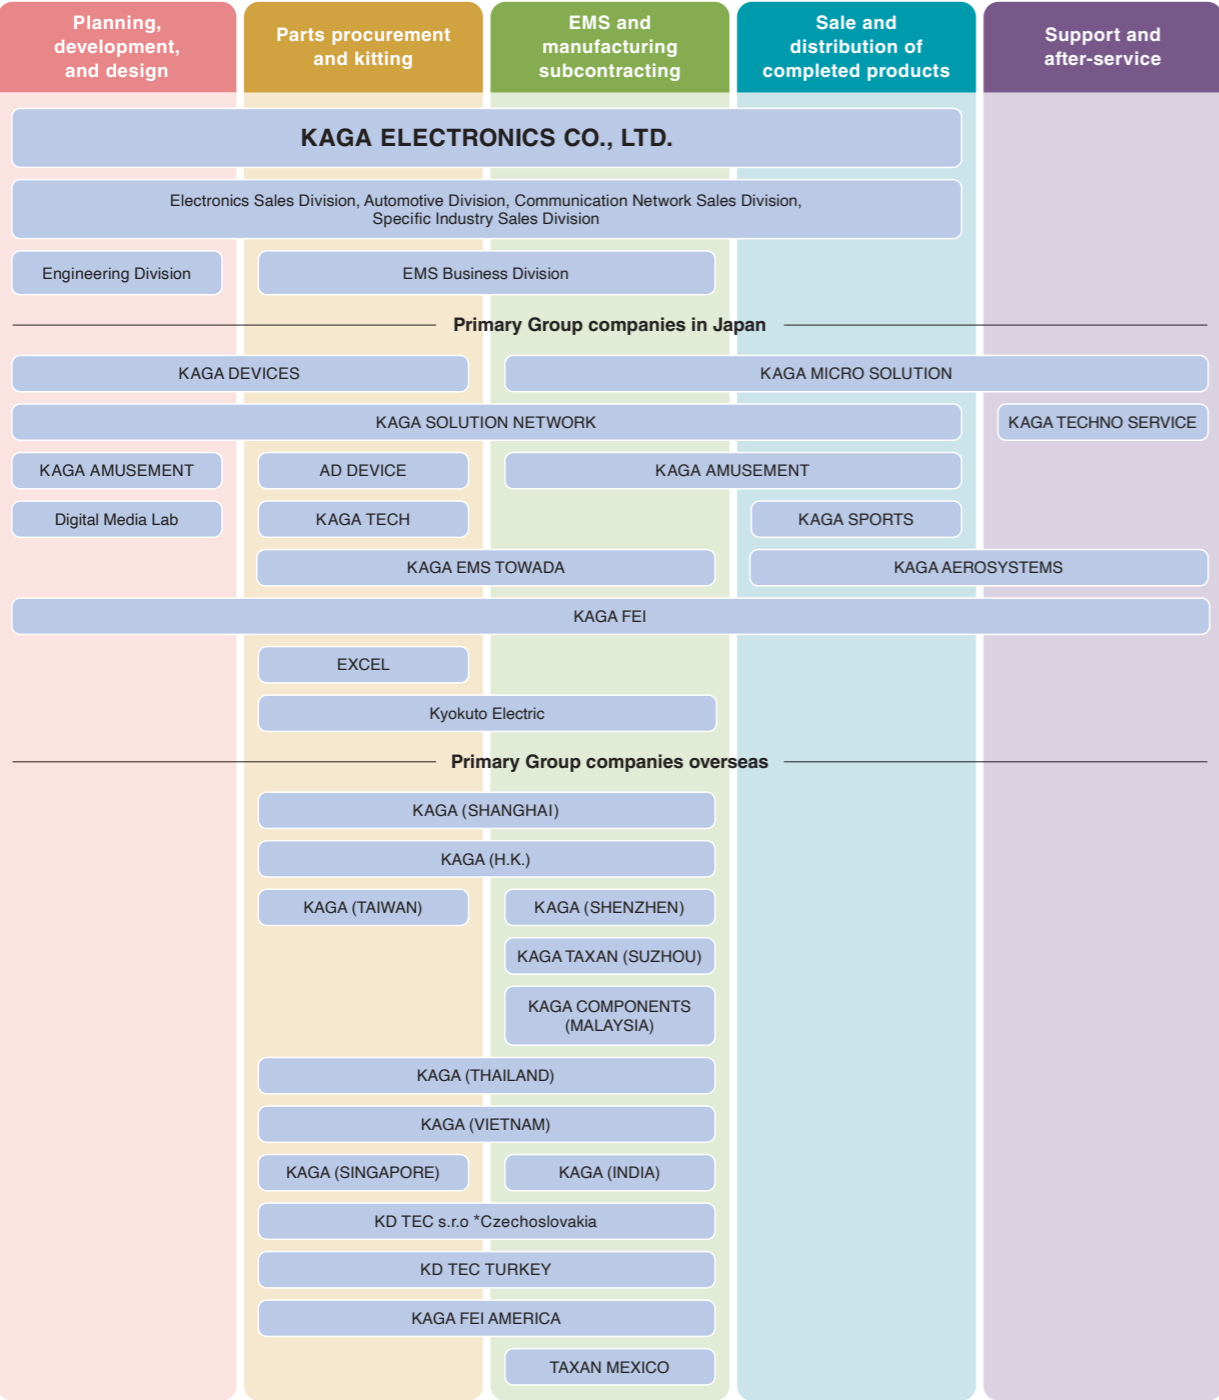 Planning,
development,
and design
Parts procurement
and kitting
EMS and
manufacturing
subcontracting
Sale and
distribution of
completed products
Support and
after-service
KAGA ELECTRONICS CO., LTD.
Electronics Sales Division, Automotive Division, Communication Network Sales Division,
Specific Industry Sales Division
Engineering Division
EMS Business Division
Primary Group companies in Japan
KAGA DEVICES
KAGA MICRO SOLUTION
KAGA SOLUTION NETWORK
KAGA TECHNO SERVICE
KAGA AMUSEMENT
AD DEVICE
KAGA AMUSEMENT
Digital Media Lab
KAGA TECH
KAGA SPORTS
KAGA EMS TOWADA
KAGA AEROSYSTEMS
KAGA FEI
EXCEL
Kyokuto Electric
Primary Group companies overseas
KAGA (SHANGHAI)
KAGA (H.K.)
KAGA (TAIWAN)
KAGA (SHENZHEN)
KAGA TAXAN (SUZHOU)
KAGA COMPONENTS
(MALAYSIA)
KAGA (THAILAND)
KAGA (VIETNAM)
KAGA (SINGAPORE)
KAGA (INDIA)
KD TEC s.r.o *Czechoslovakia
KD TEC TURKEY
KAGA FEI AMERICA
TAXAN MEXICO